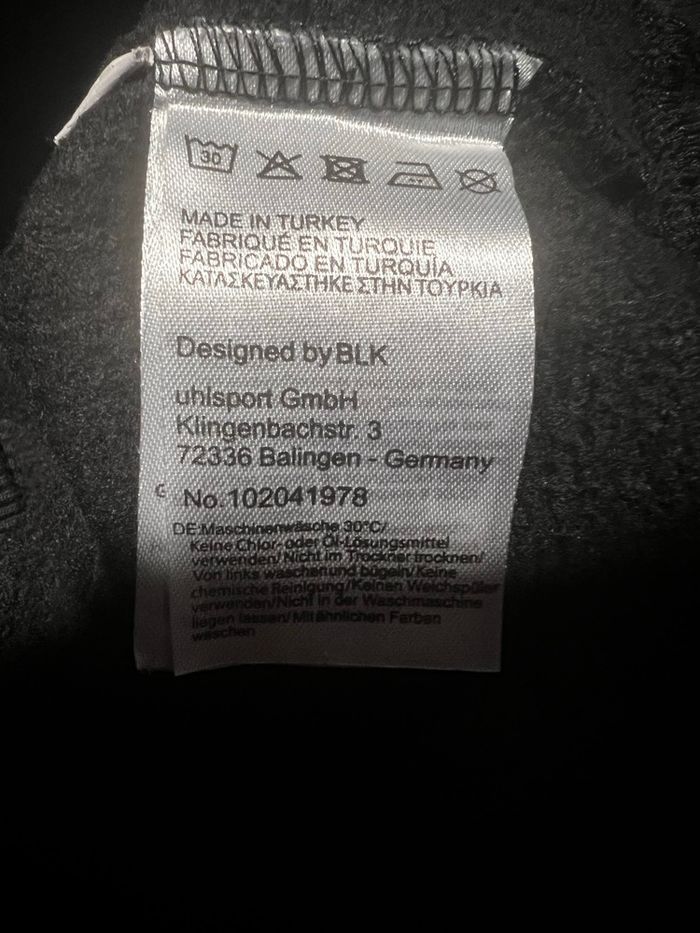 30
MADE IN TURKEY
FABRIQUÉ EN TURQUIE
FABRICADO EN TURQUÍA
ΚΑΤΑΣΚΕΥΑΣΤΗΚΕ ΣΤΗΝ ΤΟΥΡΚΙΑ
Designed by BLK
uhlsport GmbH
Klingenbachstr. 3
72336 Balingen - Germany
No.102041978
DE:Maschinenwäsche 30°C/
Keine Chlor- oder Öl-Lösungsmittel
verwenden/Nicht im Trockner trocknen/
Von links waschen und bügeln/Keine
chemische Reinigung/Keinen Weichspüler
verwenden/Nicht in der Waschmaschine
liegen lassen/Mit ähnlichen Farben
waschen